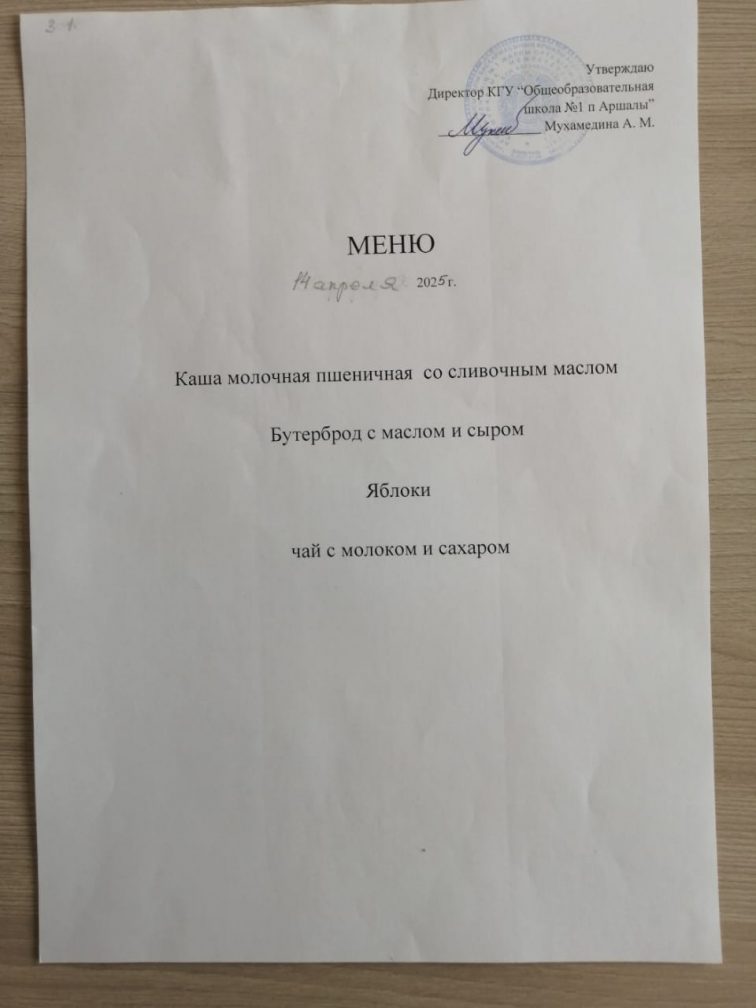 3-1.
Утверждаю
Директор КГУ “Общеобразовательная
школа №1 п Аршалы”
Мухамедина А. М.
МЕНЮ
14 апреля 2025 г.
Каша молочная пшеничная со сливочным маслом
Бутерброд с маслом и сыром
Яблоки
чай с молоком и сахаром